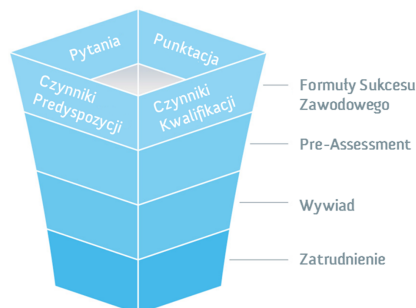 Pytania
Punktacja
Czynniki
Predyspozycji
Czynniki
Kwalifikacji
Formuły Sukcesu
Zawodowego
Pre-Assessment
Wywiad
Zatrudnienie